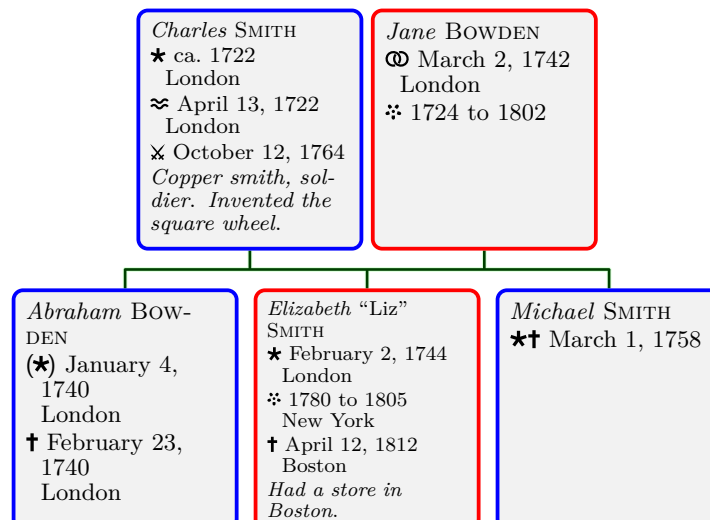 Charles SMITH
* ca. 1722
London
≈ April 13, 1722
London
⚔ October 12, 1764
Copper smith, sol-
dier. Invented the
square wheel.
Jane BOWDEN
⚭ March 2, 1742
London
⁘ 1724 to 1802
Abraham BOW-
DEN
(*) January 4,
1740
London
† February 23,
1740
London
Elizabeth “Liz”
SMITH
* February 2, 1744
London
⁘ 1780 to 1805
New York
† April 12, 1812
Boston
Had a store in
Boston.
Michael SMITH
*† March 1, 1758